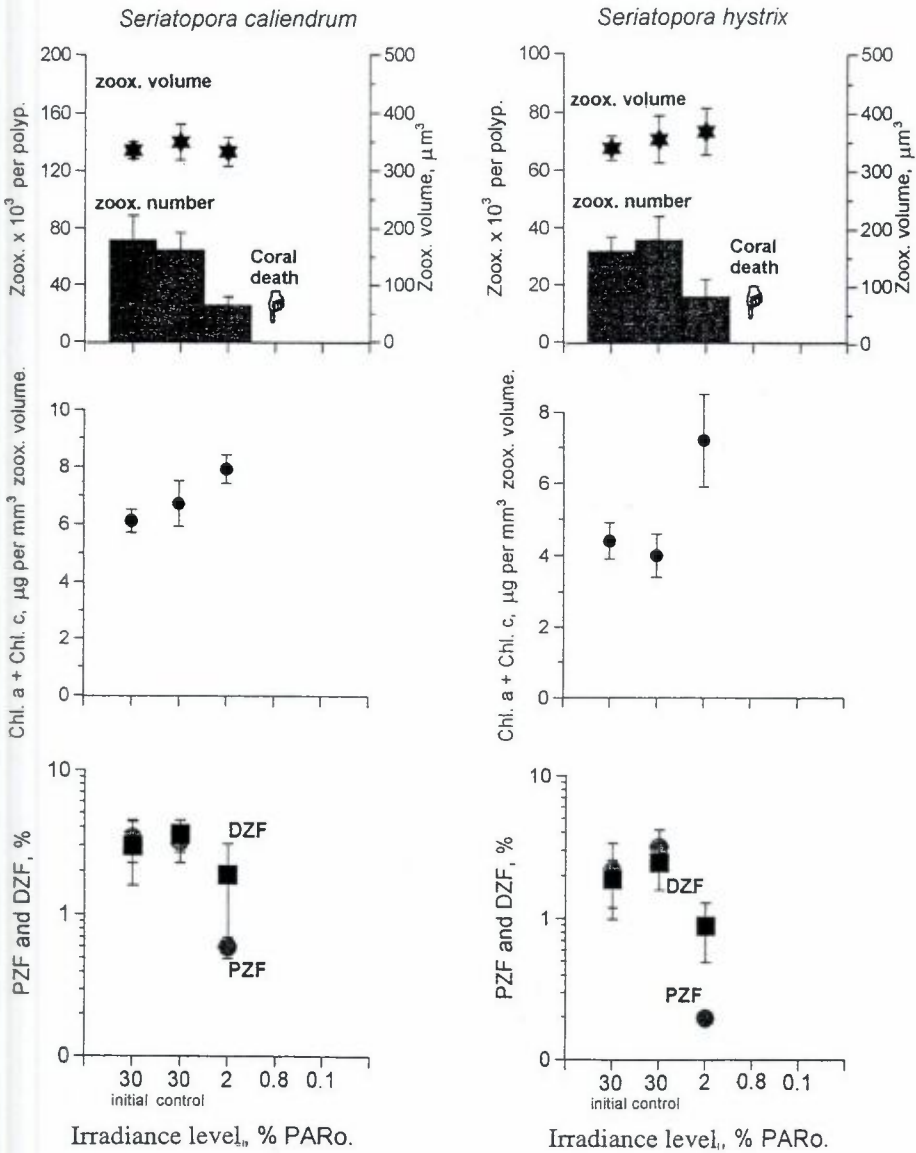 Seriatopora caliendrum
Seriatopora hystrix
200
160
120
80
40
0
Zoox. x 10³ per polyp.
zoox. volume
zoox. number
Coral
death
500
400
300
200
100
0
Zoox. volume, µm³
100
80
60
40
20
0
Zoox. x 10³ per polyp.
zoox. volume
zoox. number
Coral
death
500
400
300
200
100
0
Zoox. volume, µm³
10
8
6
4
2
0
Chl. a + Chl. c, µg per mm³ zoox. volume.
8
6
4
2
0
Chl. a + Chl. c, µg per mm³ zoox. volume.
10
1
0
PZF and DZF, %
DZF
PZF
30 30 2 0.8 0.1
initial control
Irradiance level, % PARo.
10
1
0
PZF and DZF, %
DZF
PZF
30 30 2 0.8 0.1
initial control
Irradiance level, % PARo.